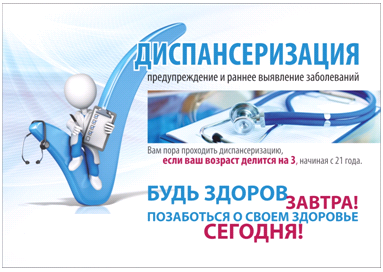 ДИСПАНСЕРИЗАЦИЯ
предупреждение и раннее выявление заболеваний
Вам пора проходить диспансеризацию,
если ваш возраст делится на 3, начиная с 21 года.
БУДЬ ЗДОРОВ
ЗАВТРА!
ПОЗАБОТЬСЯ О СВОЕМ ЗДОРОВЬЕ
СЕГОДНЯ!